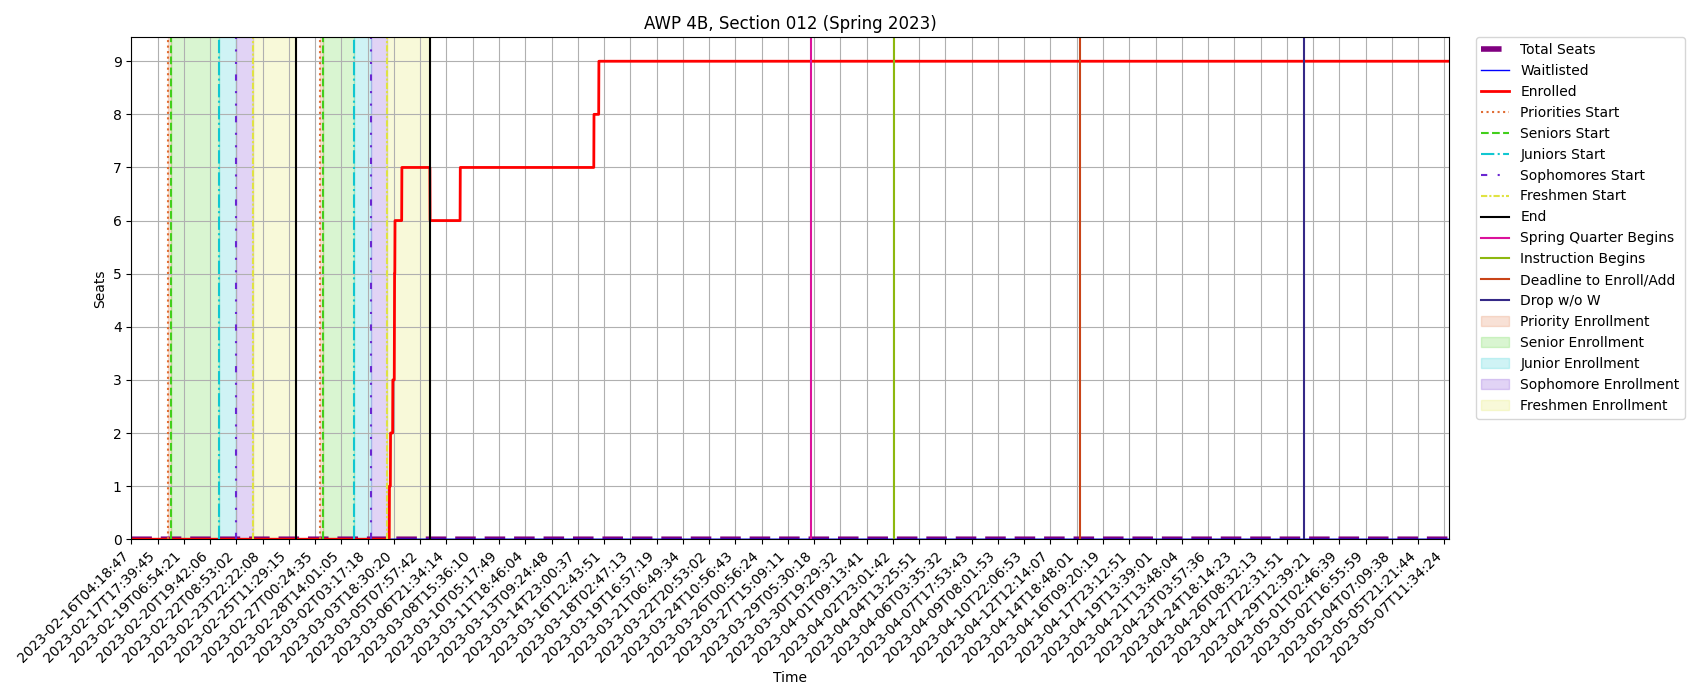 AWP 4B, Section 012 (Spring 2023)
Seats
9
8
7
6
5
4
3
2
1
0
2023-02-16T04:18:47
2023-02-17T17:39:45
2023-02-19T06:54:21
2023-02-20T19:42:06
2023-02-22T08:53:02
2023-02-23T22:22:08
2023-02-25T11:29:15
2023-02-27T00:24:35
2023-02-28T14:01:05
2023-03-02T03:17:18
2023-03-03T18:30:20
2023-03-05T07:57:42
2023-03-06T21:34:14
2023-03-08T15:36:10
2023-03-10T05:17:49
2023-03-11T18:46:04
2023-03-13T09:24:48
2023-03-14T23:00:37
2023-03-16T12:43:51
2023-03-18T02:47:13
2023-03-19T16:57:19
2023-03-21T06:49:34
2023-03-22T20:53:02
2023-03-24T10:56:43
2023-03-26T00:56:24
2023-03-27T15:09:11
2023-03-29T05:30:18
2023-03-30T19:29:32
2023-04-01T09:13:41
2023-04-02T23:01:42
2023-04-04T13:25:51
2023-04-06T03:35:32
2023-04-07T17:53:43
2023-04-09T08:01:53
2023-04-10T22:06:53
2023-04-12T12:14:07
2023-04-14T18:48:01
2023-04-16T09:20:19
2023-04-17T23:12:51
2023-04-19T13:39:01
2023-04-21T13:48:04
2023-04-23T03:57:36
2023-04-24T18:14:23
2023-04-26T08:32:13
2023-04-27T22:31:51
2023-04-29T12:39:21
2023-05-01T02:46:39
2023-05-02T16:55:59
2023-05-04T07:09:38
2023-05-05T21:21:44
2023-05-07T11:34:24
Time
Total Seats
Waitlisted
Enrolled
Priorities Start
Seniors Start
Juniors Start
Sophomores Start
Freshmen Start
End
Spring Quarter Begins
Instruction Begins
Deadline to Enroll/Add
Drop w/o W
Priority Enrollment
Senior Enrollment
Junior Enrollment
Sophomore Enrollment
Freshmen Enrollment